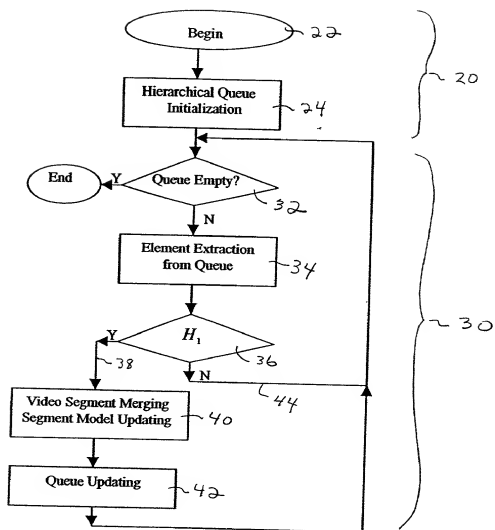 Begin
22
20
Hierarchical Queue
Initialization
24
End
Y
Queue Empty?
32
N
Element Extraction
from Queue
34
30
Y
H1
36
38
N
44
Video Segment Merging
Segment Model Updating
40
Queue Updating
42